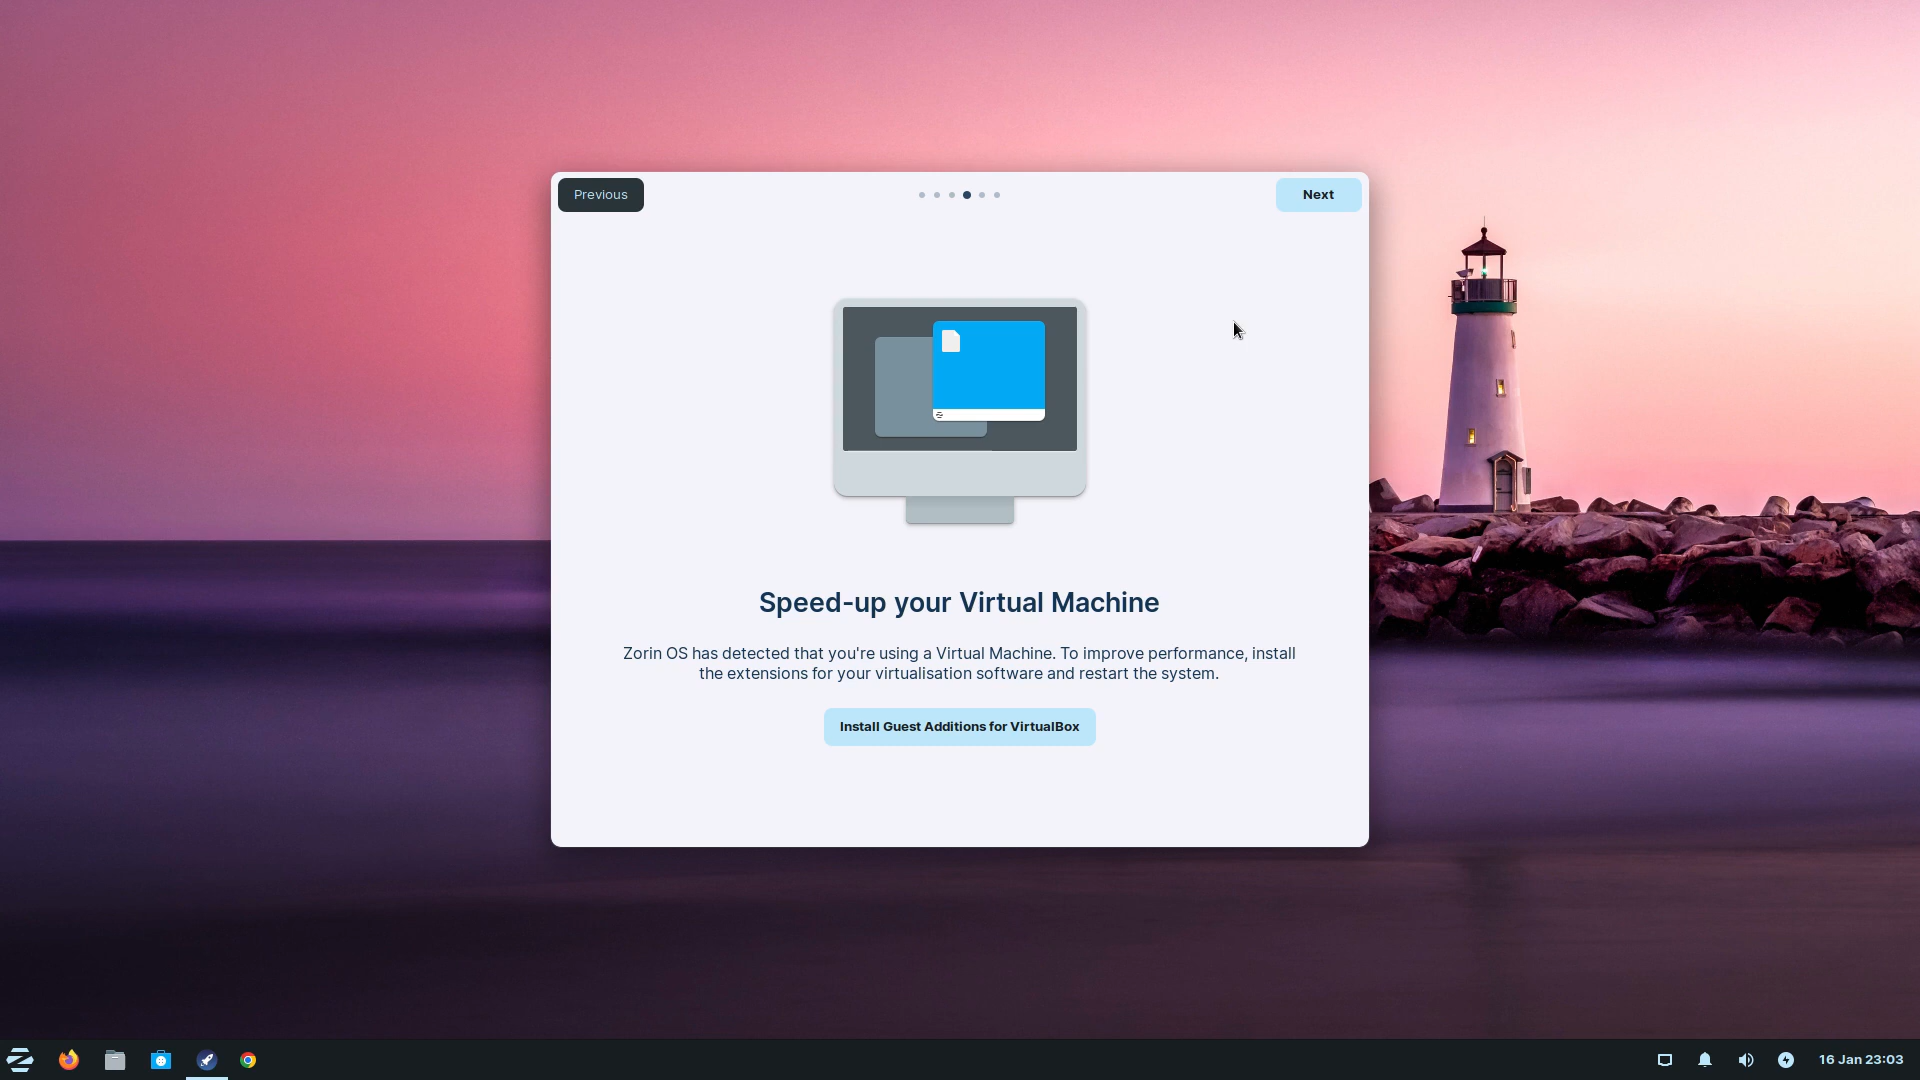 Previous
Next
Speed-up your Virtual Machine
Zorin OS has detected that you're using a Virtual Machine. To improve performance, install
the extensions for your virtualisation software and restart the system.
Install Guest Additions for VirtualBox
16 Jan 23:03